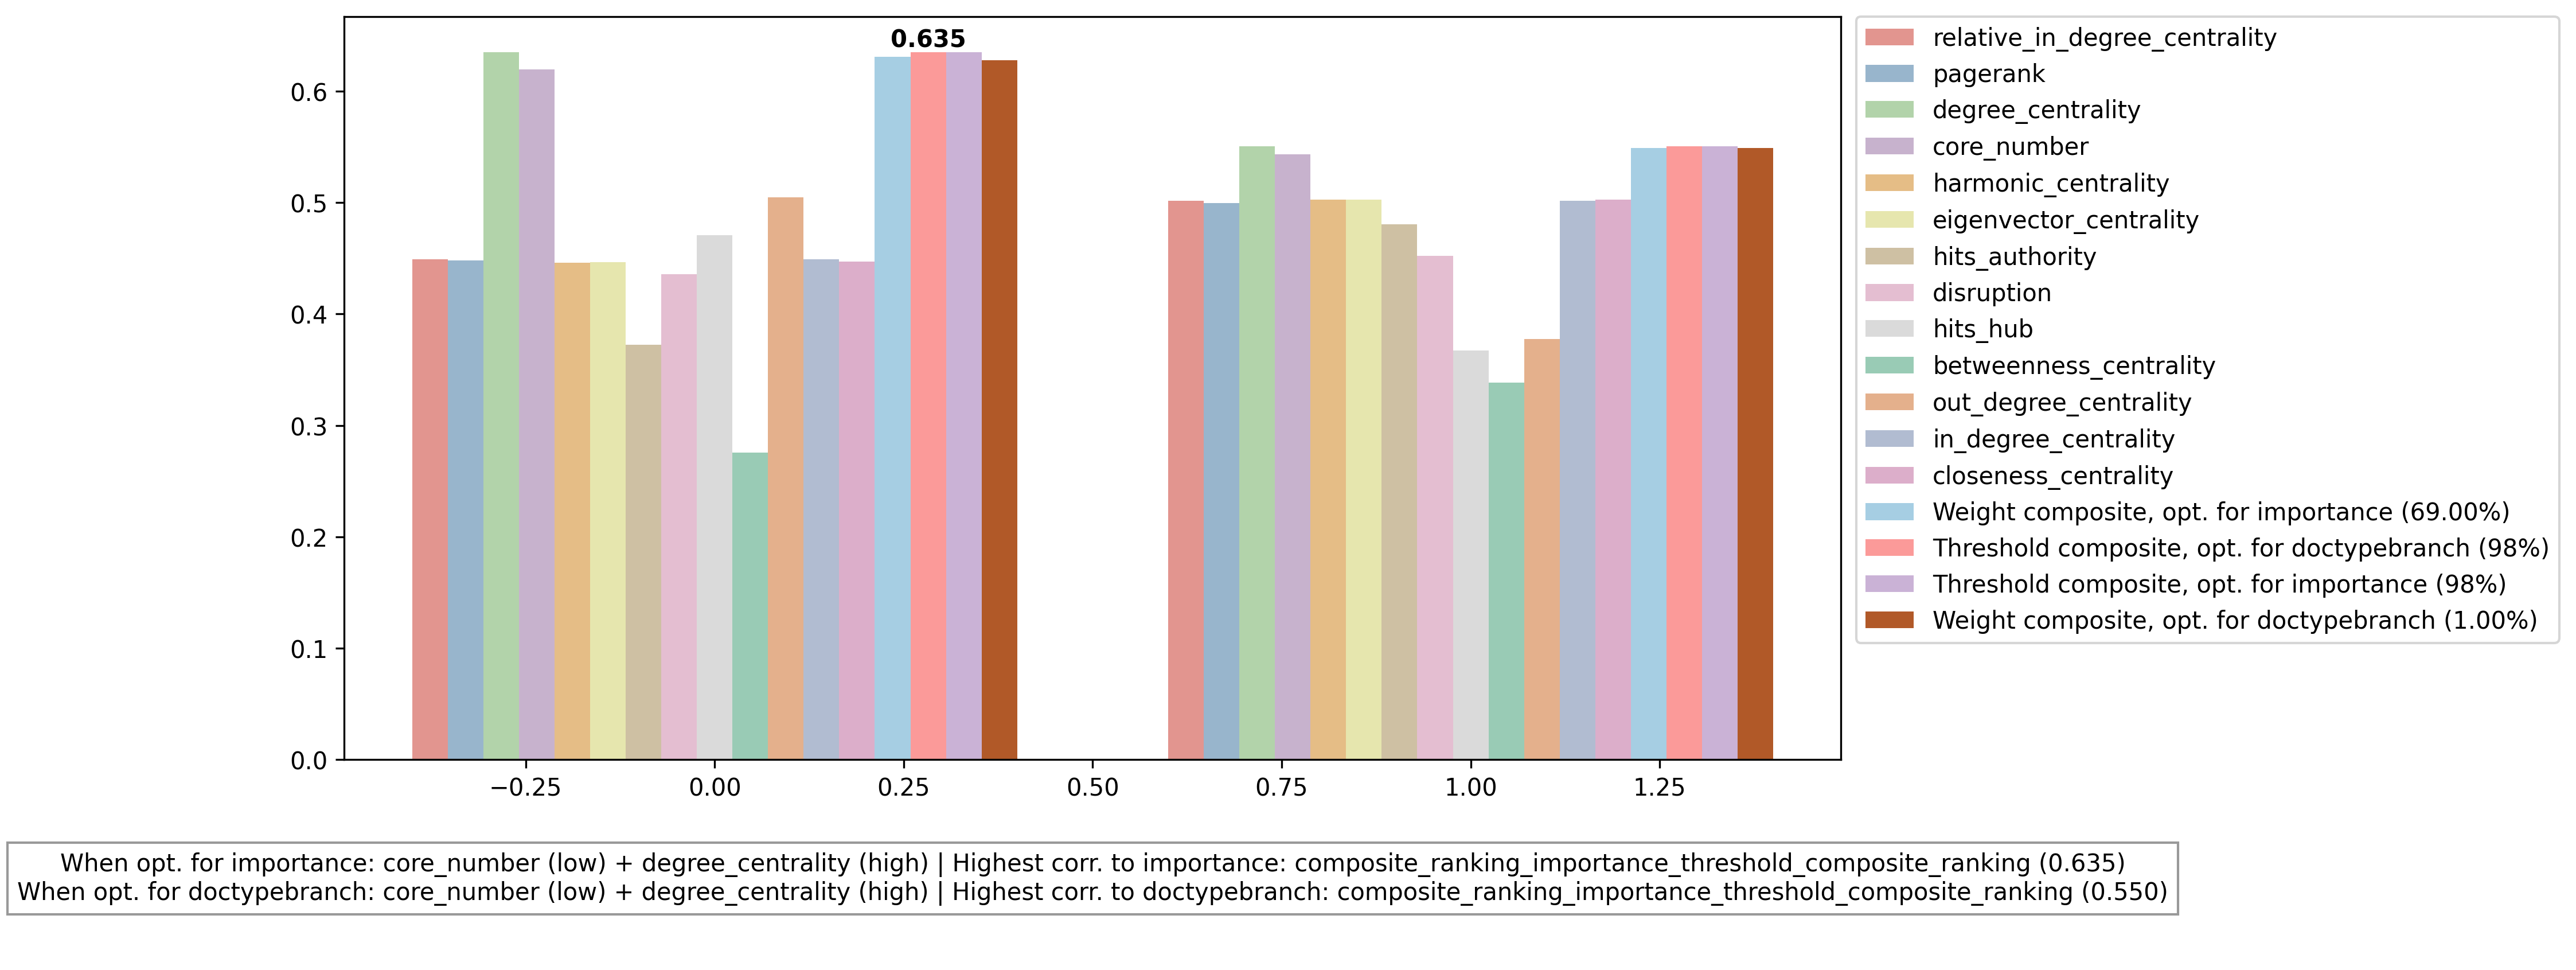 0.635
0.6
0.5
0.4
0.3
0.2
0.1
0.0
−0.25
0.00
0.25
0.50
0.75
1.00
1.25
relative_in_degree_centrality
pagerank
degree_centrality
core_number
harmonic_centrality
eigenvector_centrality
hits_authority
disruption
hits_hub
betweenness_centrality
out_degree_centrality
in_degree_centrality
closeness_centrality
Weight composite, opt. for importance (69.00%)
Threshold composite, opt. for doctypebranch (98%)
Threshold composite, opt. for importance (98%)
Weight composite, opt. for doctypebranch (1.00%)
When opt. for importance: core_number (low) + degree_centrality (high) | Highest corr. to importance: composite_ranking_importance_threshold_composite_ranking (0.635)
When opt. for doctypebranch: core_number (low) + degree_centrality (high) | Highest corr. to doctypebranch: composite_ranking_importance_threshold_composite_ranking (0.550)